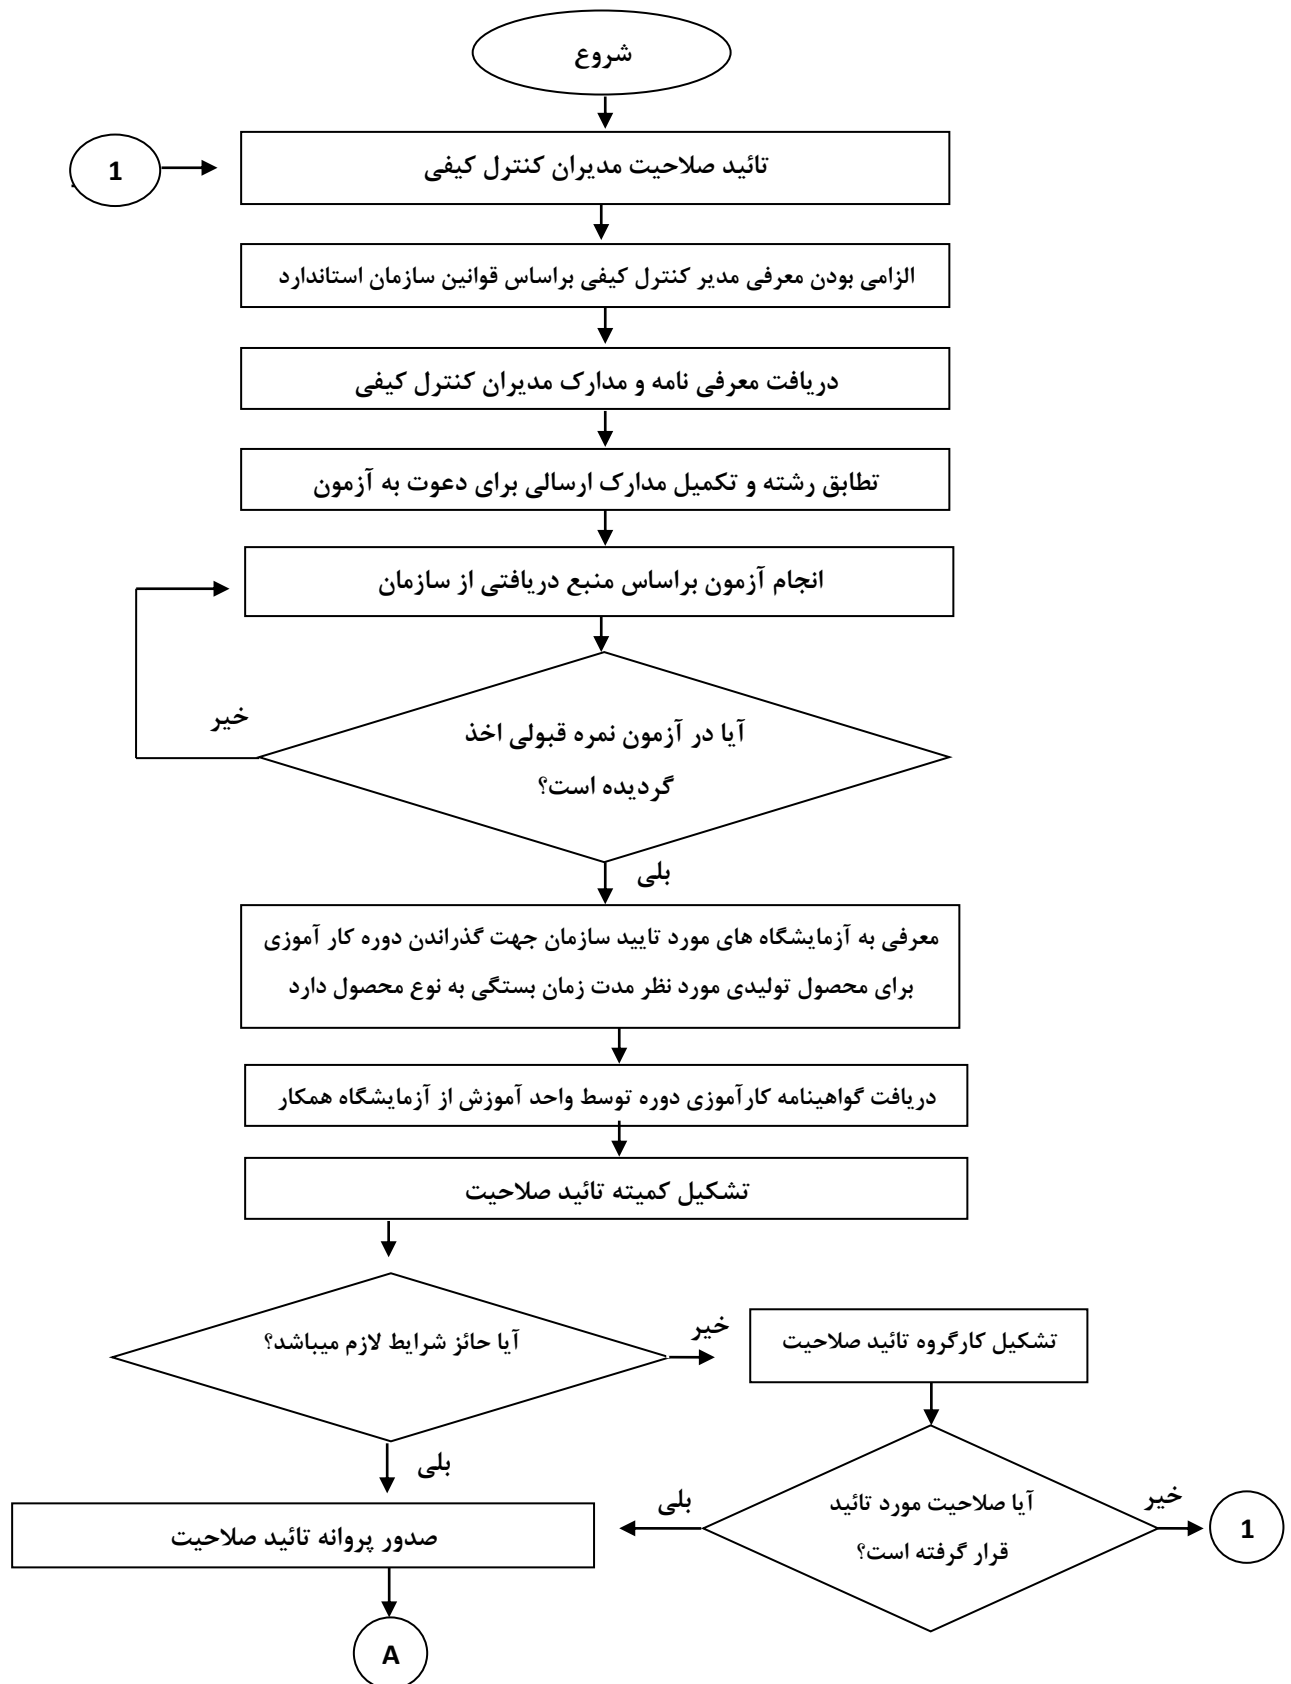 شروع
1
تائید صلاحیت مدیران کنترل کیفی
الزامی بودن معرفی مدیر کنترل کیفی براساس قوانین سازمان استاندارد
دریافت معرفی نامه و مدارک مدیران کنترل کیفی
تطابق رشته و تکمیل مدارک ارسالی برای دعوت به آزمون
انجام آزمون براساس منبع دریافتی از سازمان
خیر
آیا در آزمون نمره قبولی اخذ
گردیده است؟
بلی
معرفی به آزمایشگاه های مورد تایید سازمان جهت گذراندن دوره کار آموزی
برای محصول تولیدی مورد نظر مدت زمان بستگی به نوع محصول دارد
دریافت گواهینامه کارآموزی دوره توسط واحد آموزش از آزمایشگاه همکار
تشکیل کمیته تائید صلاحیت
آیا حائز شرایط لازم میباشد؟
خیر
تشکیل کارگروه تائید صلاحیت
بلی
آیا صلاحیت مورد تائید
قرار گرفته است؟
خیر
1
بلی
صدور پروانه تائید صلاحیت
A